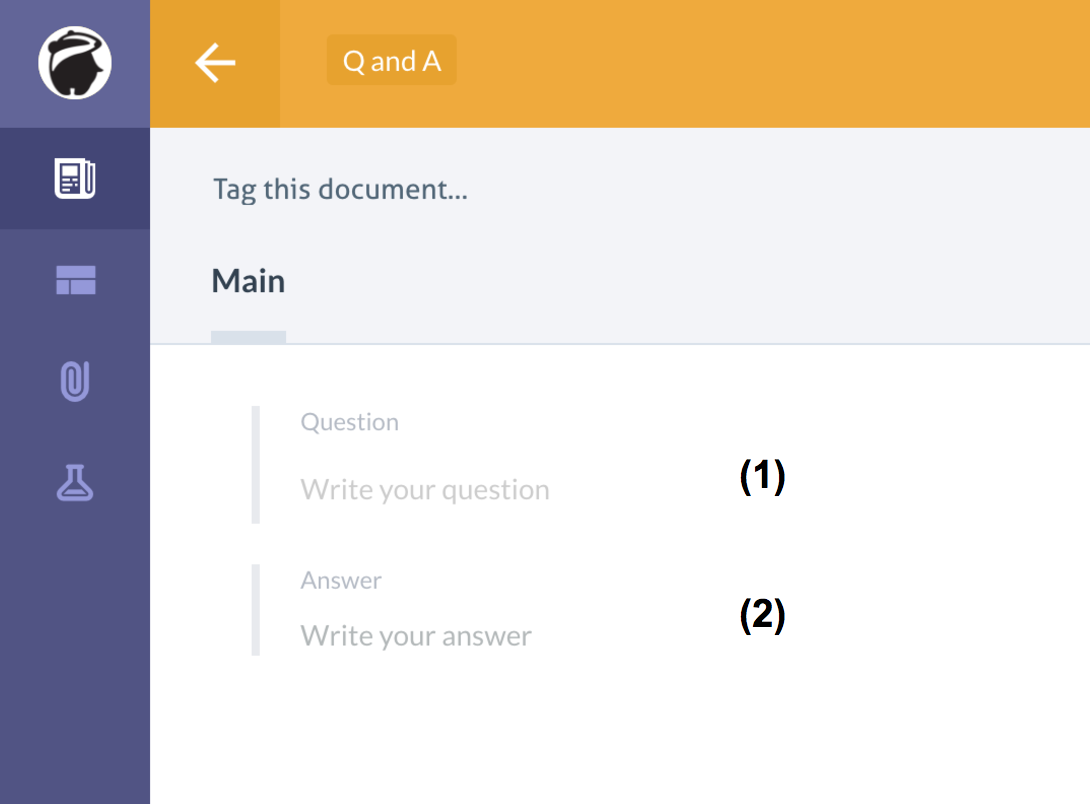 Q and A
Tag this document...
Main
Question
Write your question
(1)
Answer
Write your answer
(2)